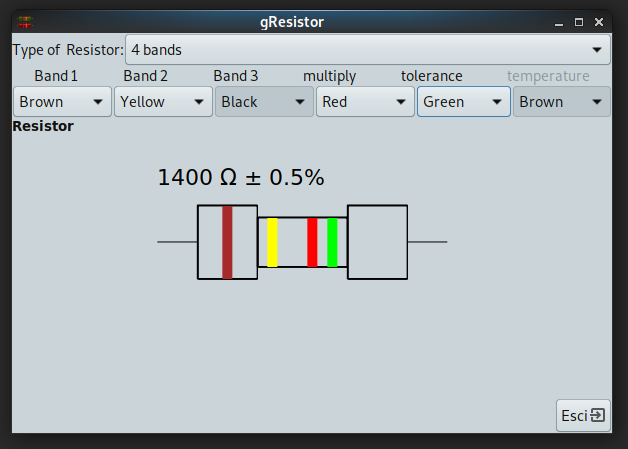 gResistor
Type of Resistor: 4 bands
Band 1 Band 2 Band 3 multiply tolerance temperature
Brown Yellow Black Red Green Brown
Resistor
1400 Ω ± 0.5%
Esci